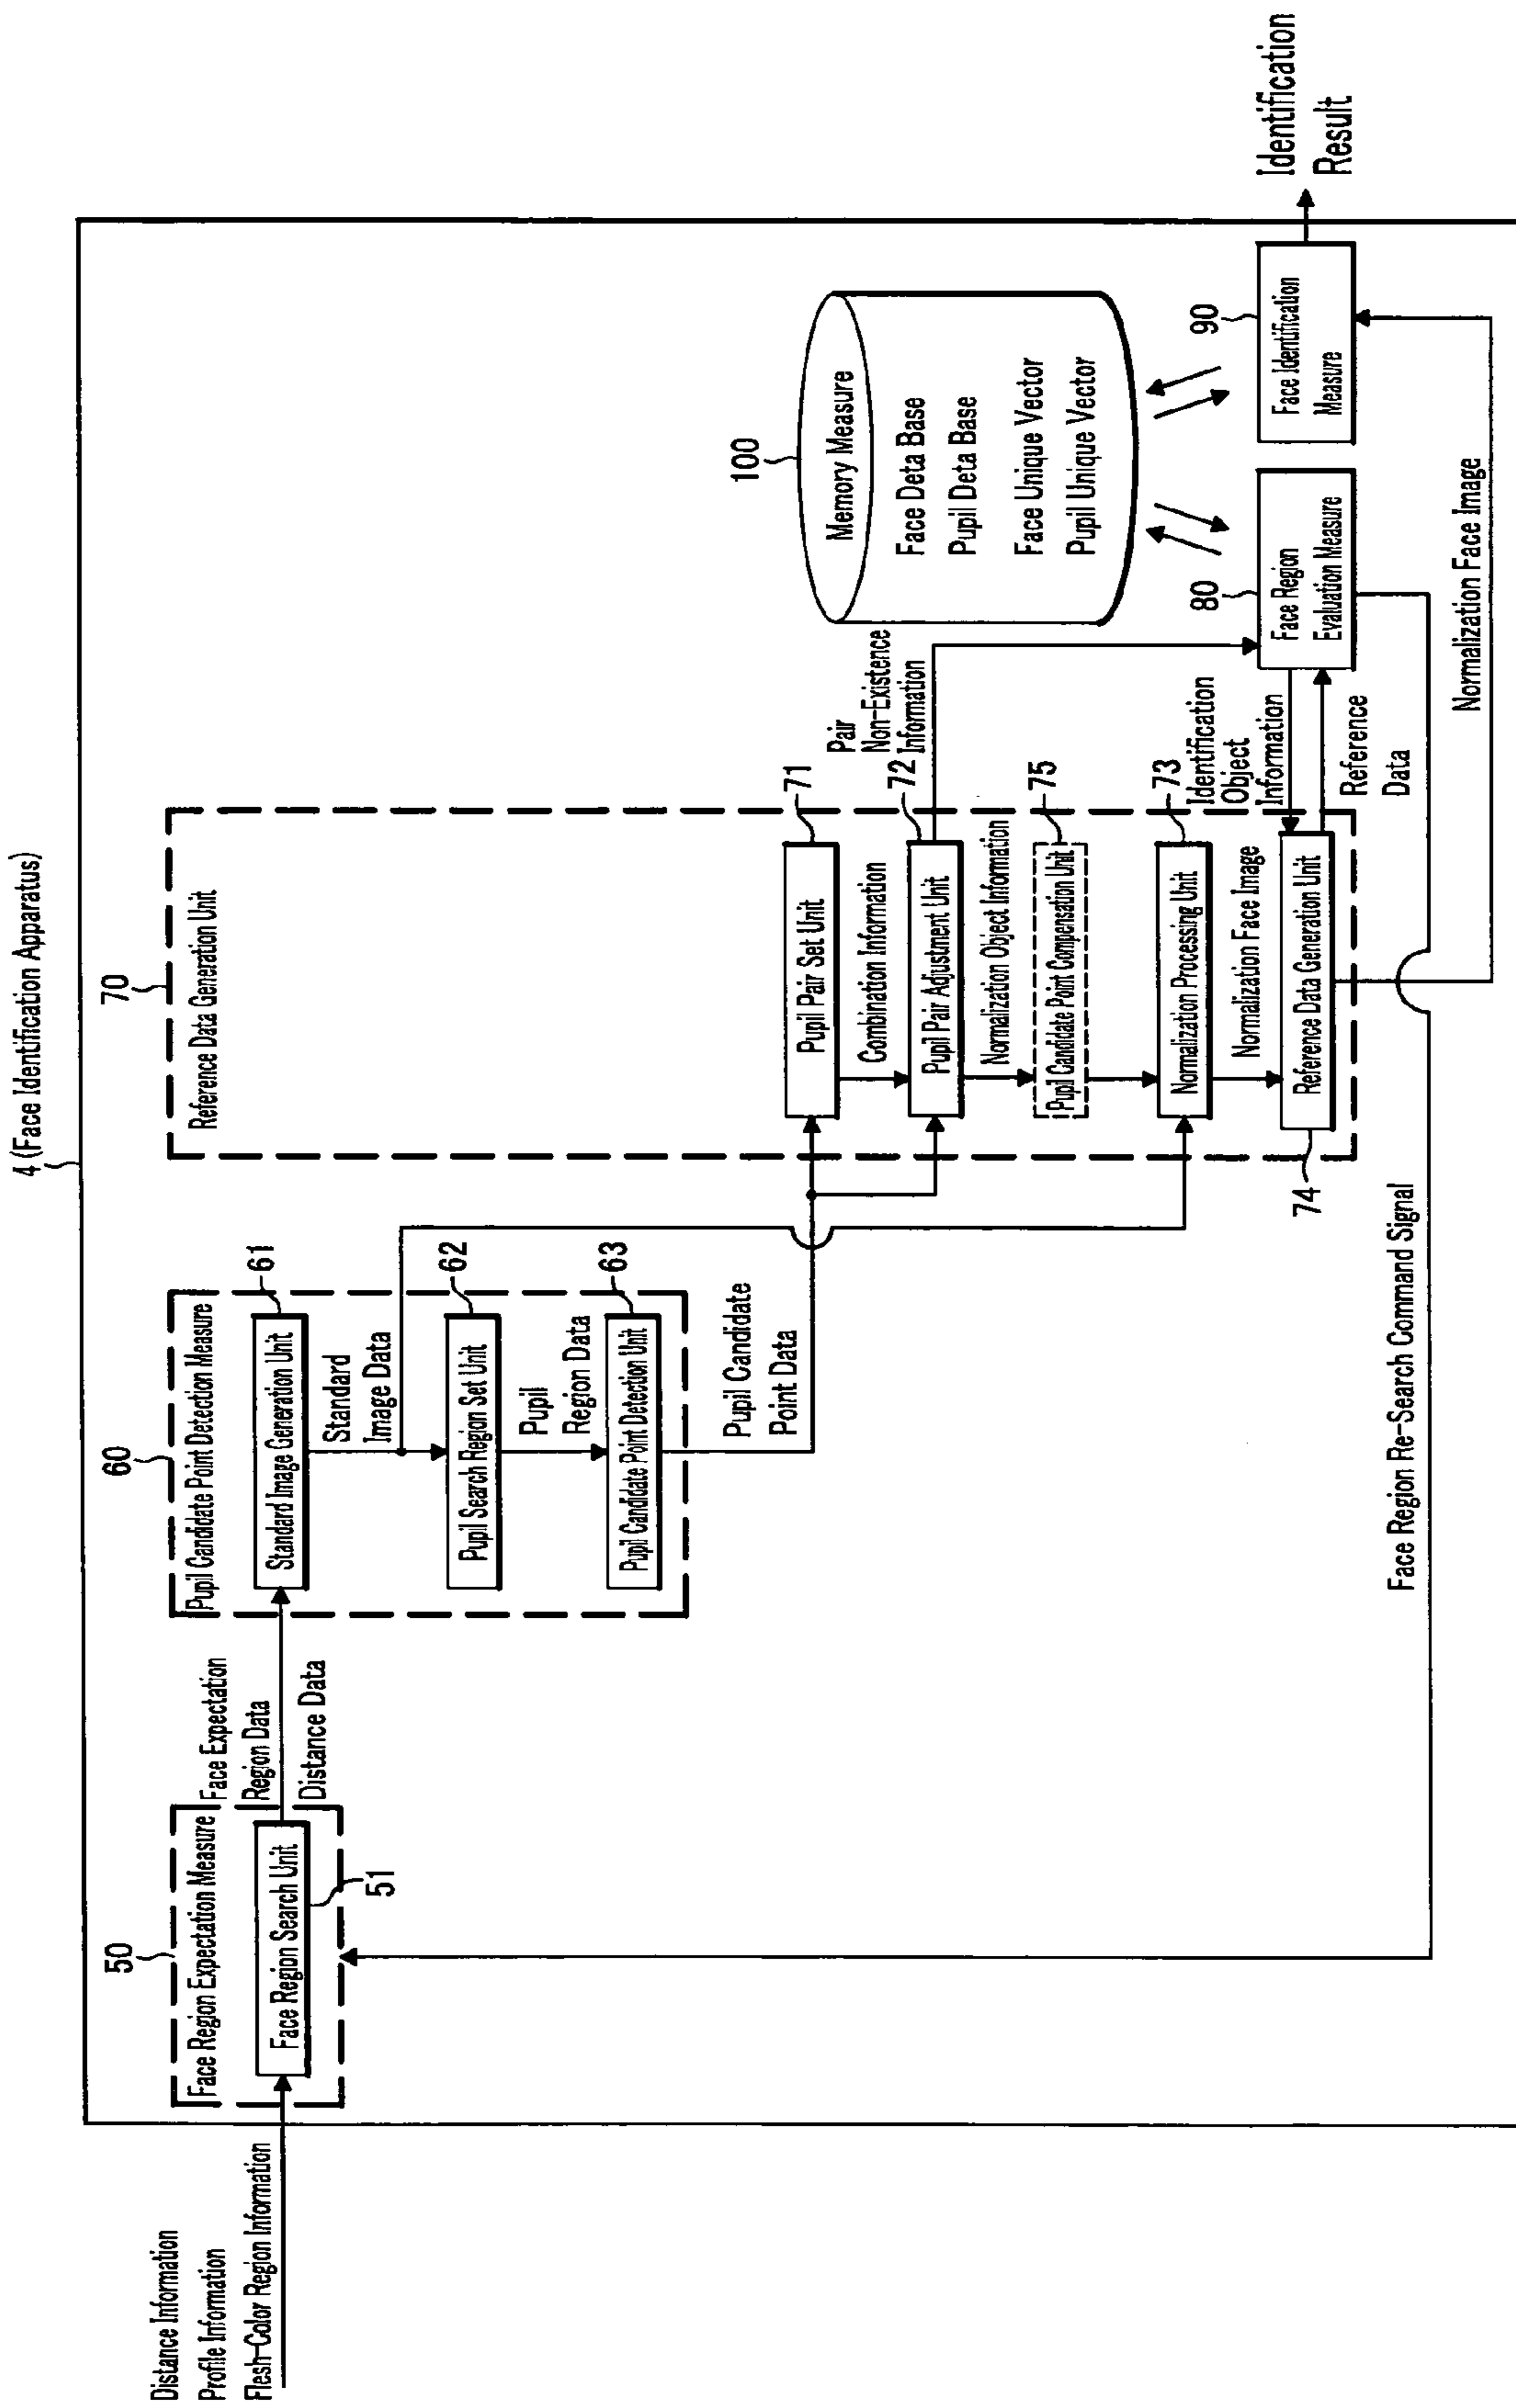 4 (Face Identification Apparatus)
Distance Information
Profile Information
Flesh-Color Region Information
50
Face Region Expectation Measure
Face Region Search Unit
51
Face Expectation
Region Data
Distance Data
60
Pupil Candidate Point Detection Measure
61
Standard Image Generation Unit
Standard
Image Data
62
Pupil Search Region Set Unit
Pupil
Region Data
63
Pupil Candidate Point Detection Unit
Pupil Candidate
Point Data
70
Reference Data Generation Unit
71
Pupil Pair Set Unit
Combination Information
72
Pupil Pair Adjustment Unit
Normalization Object Information
75
Pupil Candidate Point Compensation Unit
73
Normalization Processing Unit
Normalization Face Image
Reference Data Generation Unit
74
Pair
Non-Existence
Information
Identification
Object
Information
Reference
Data
100
Memory Measure
Face Deta Base
Pupil Deta Base
Face Unique Vector
Pupil Unique Vector
80
Face Region
Evaluation Measure
90
Face Identification
Measure
Identification
Result
Normalization Face Image
Face Region Re-Search Command Signal